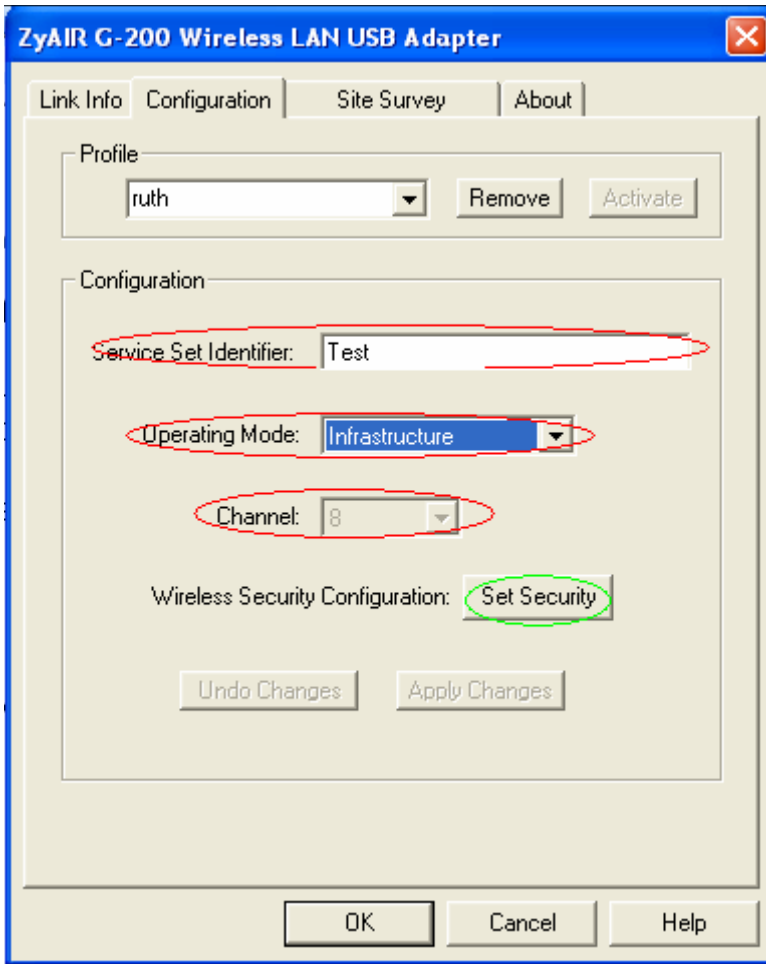 ZyAIR G-200 Wireless LAN USB Adapter
Link Info Configuration Site Survey About
Profile
ruth Remove Activate
Configuration
Service Set Identifier: Test
Operating Mode: Infrastructure
Channel: 8
Wireless Security Configuration: Set Security
Undo Changes Apply Changes
OK Cancel Help